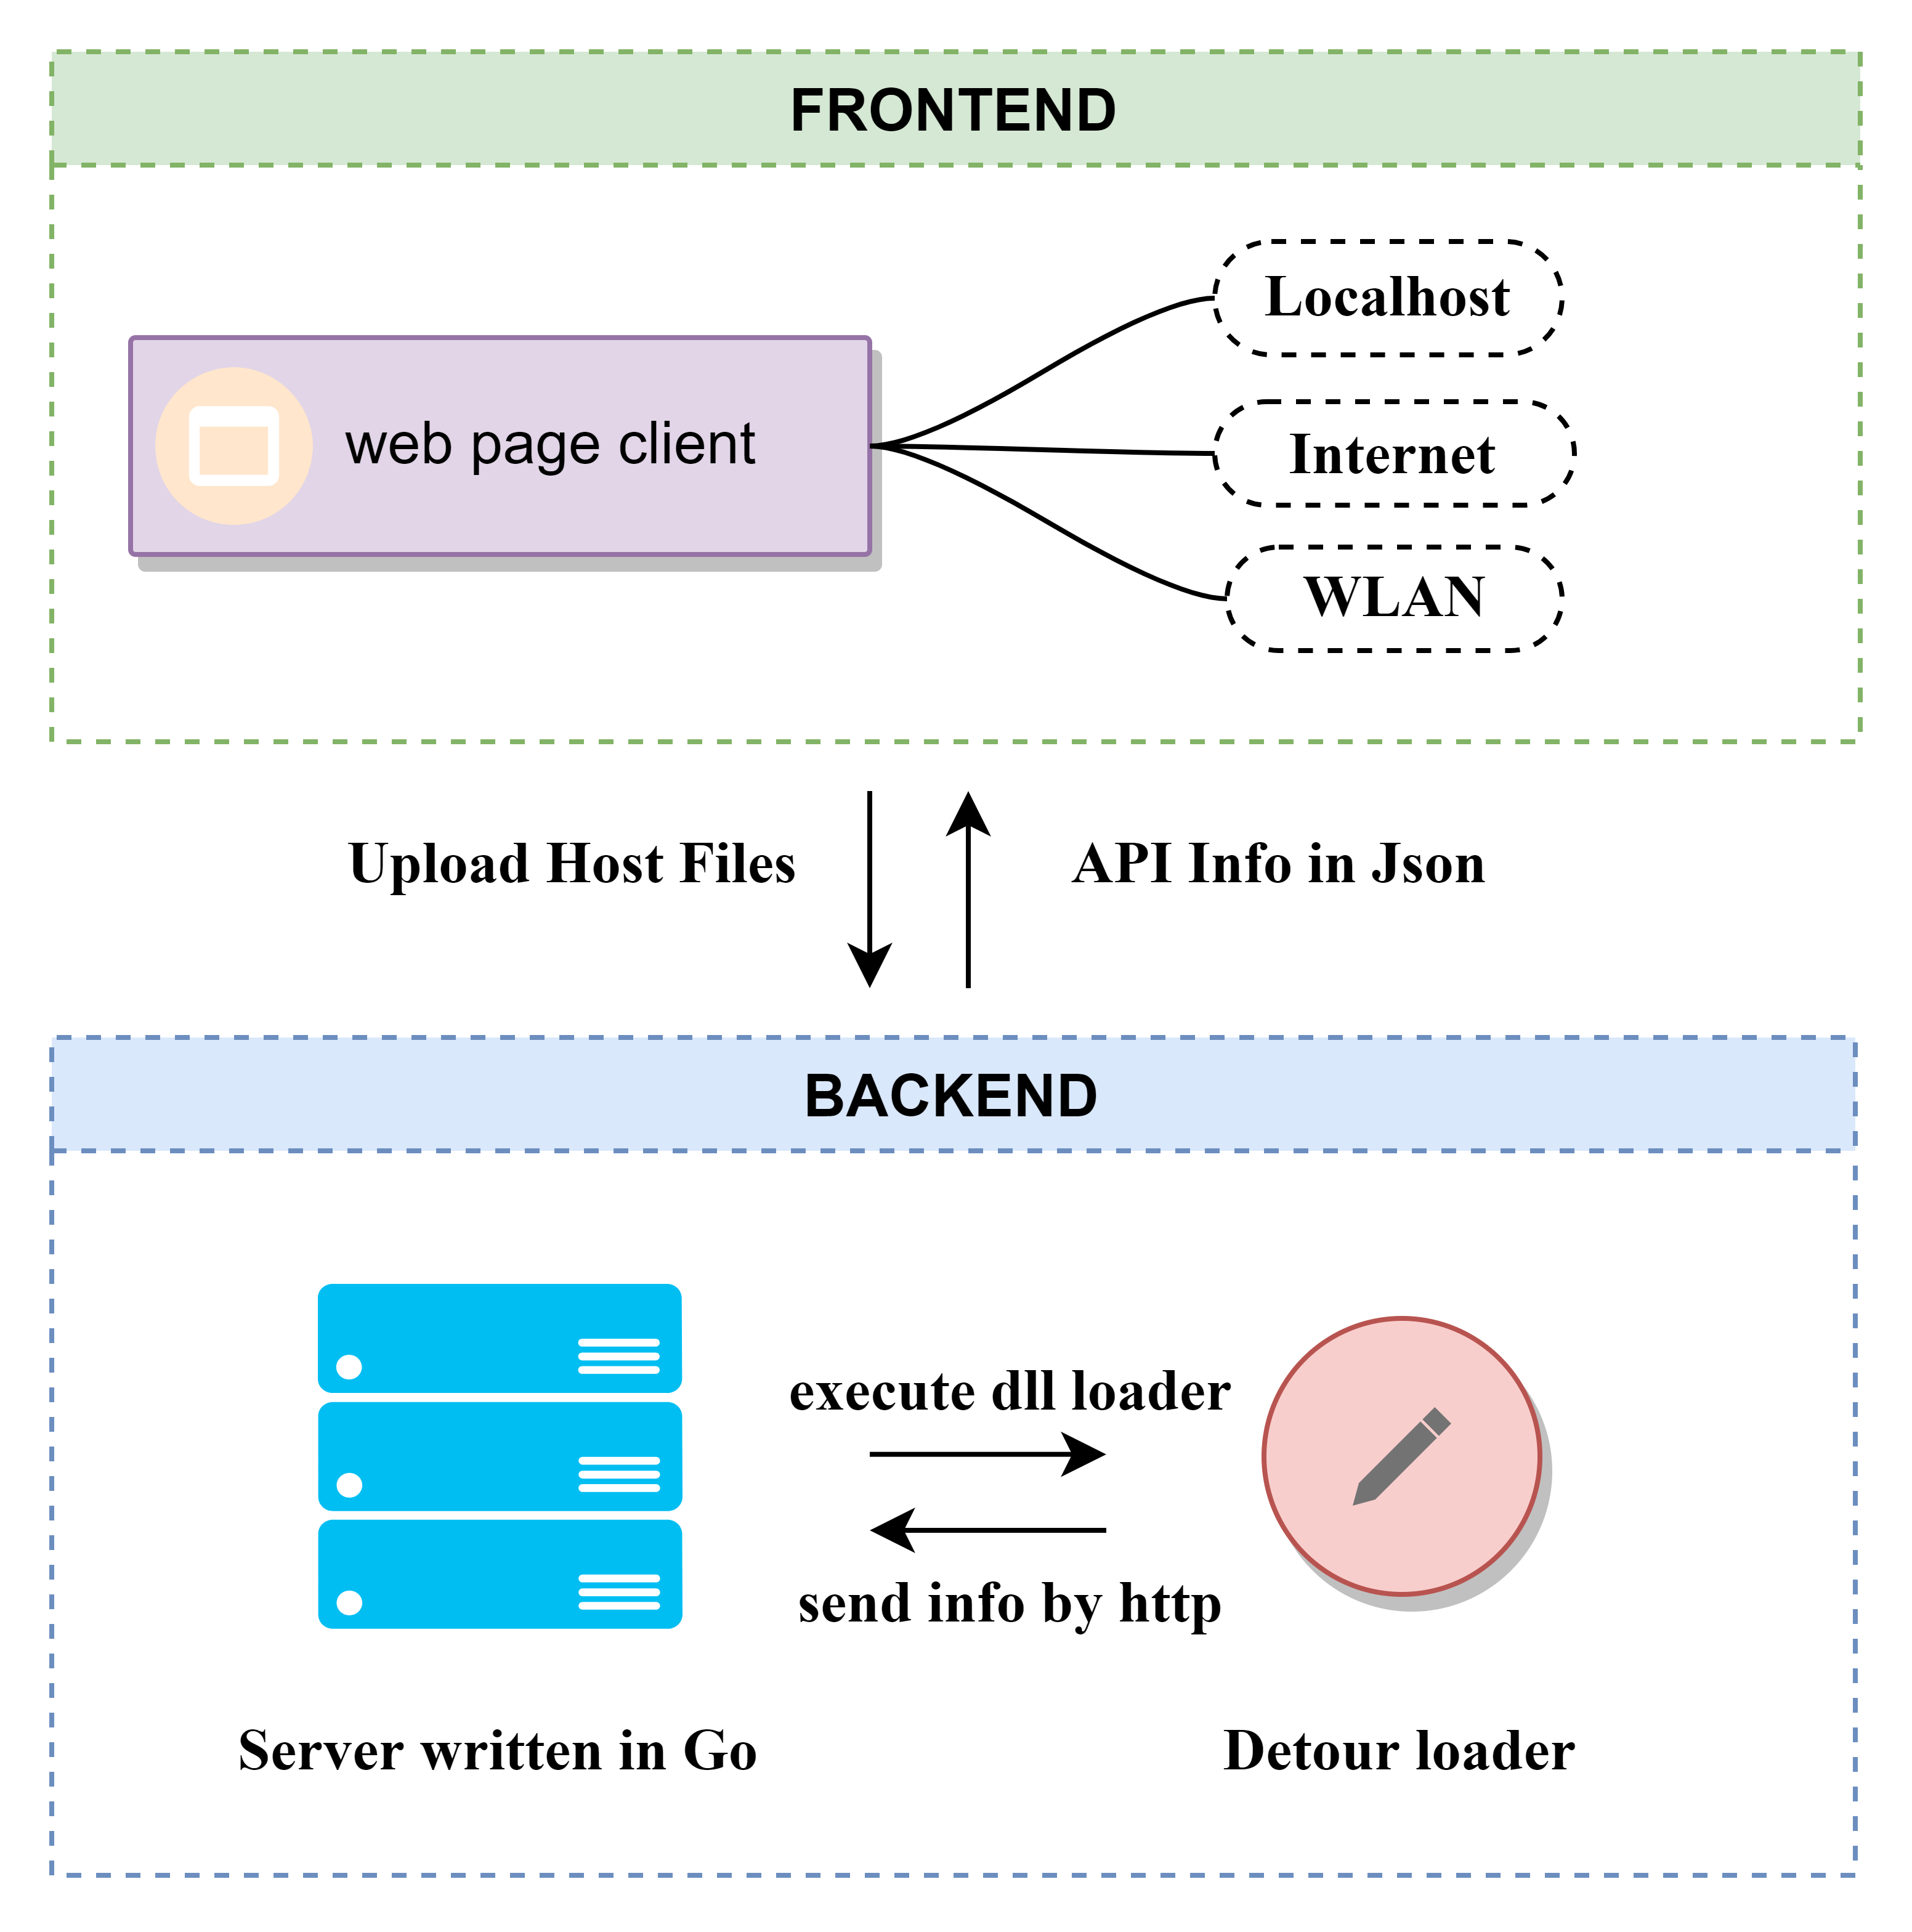 FRONTEND
Localhost
web page client
Internet
WLAN
Upload Host Files
API Info in Json
BACKEND
execute dll loader
send info by http
Server written in Go
Detour loader